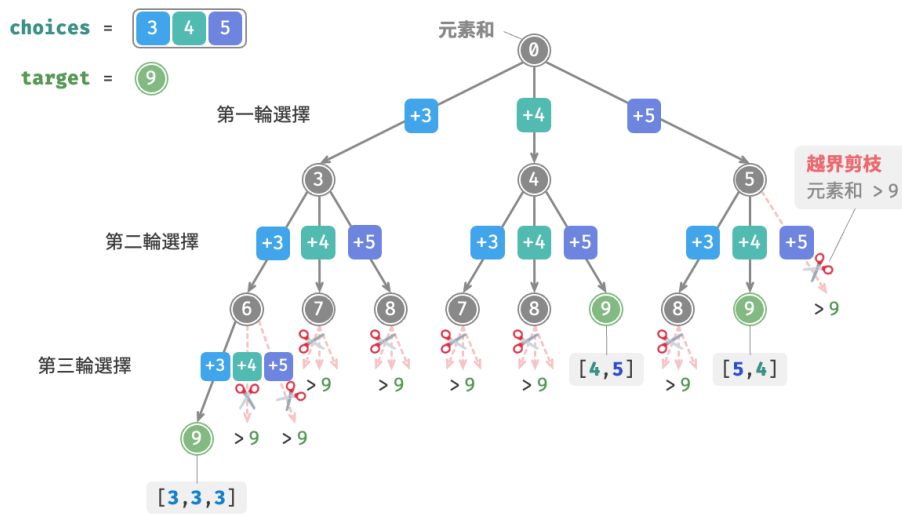 choices = 3 4 5
target = 9
元素和
0
第一輪選擇
+3 +4 +5
越界剪枝
元素和 > 9
3 4 5
第二輪選擇
+3 +4 +5 +3 +4 +5 +3 +4 +5
6 7 8 7 8 9 8 9 > 9
第三輪選擇
+3 +4 +5
> 9 > 9 > 9 > 9 [4,5] > 9 [5,4]
9 > 9 > 9
[3,3,3]